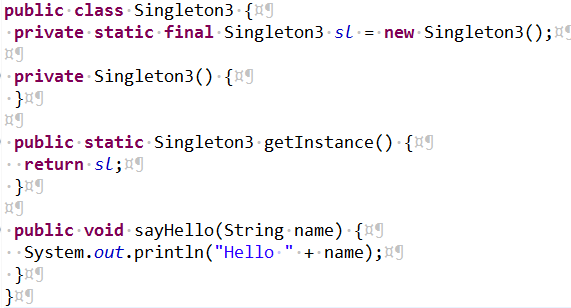 public class Singleton3 {
private static final Singleton3 sl = new Singleton3();

private Singleton3() {
}

public static Singleton3 getInstance() {
return sl;
}

public void sayHello(String name) {
System.out.println("Hello " + name);
}
}